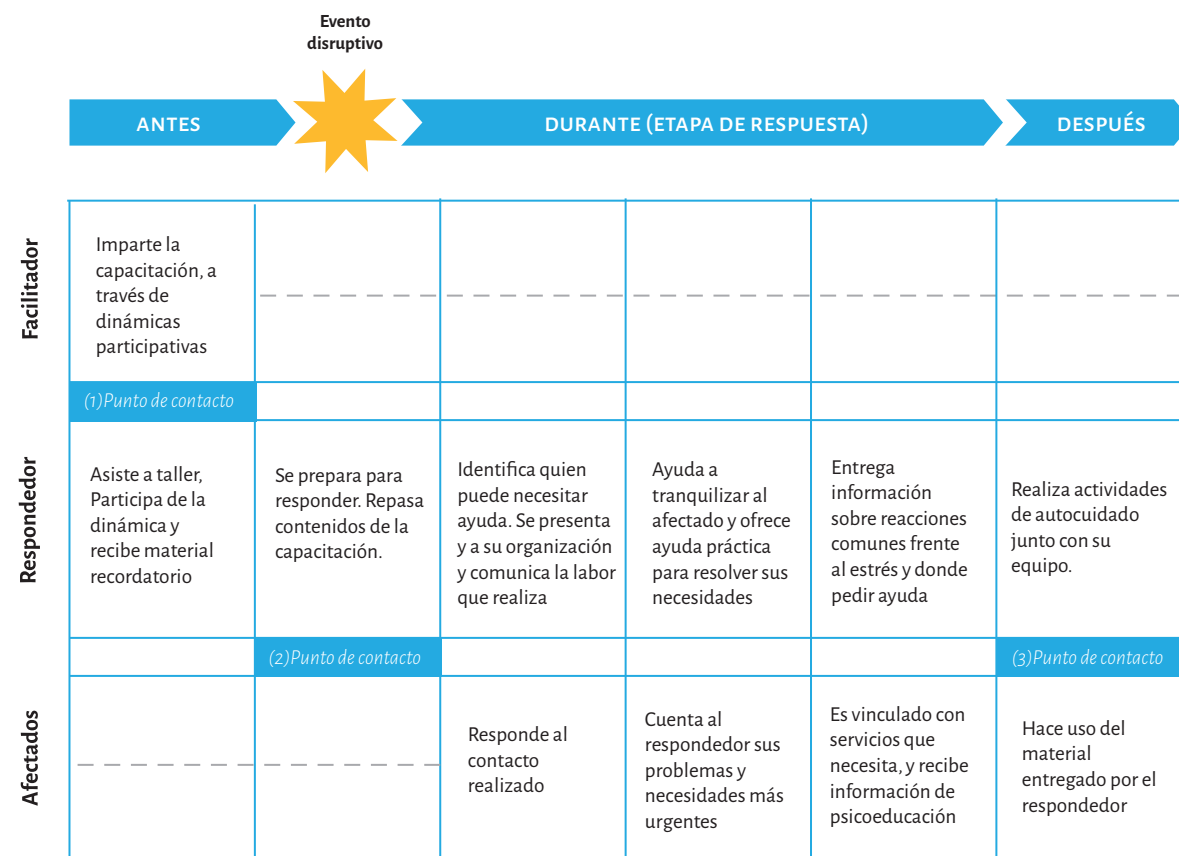 Evento
disruptivo
ANTES
DURANTE (ETAPA DE RESPUESTA)
DESPUÉS
Facilitador
Imparte la
capacitación, a
través de
dinámicas
participativas
(1)Punto de contacto
Respondedor
Asiste a taller,
Participa de la
dinámica y
recibe material
recordatorio
Se prepara para
responder. Repasa
contenidos de la
capacitación.
Identifica quien
puede necesitar
ayuda. Se presenta
y a su organización
y comunica la labor
que realiza
Ayuda a
tranquilizar al
afectado y ofrece
ayuda práctica
para resolver sus
necesidades
Entrega
información
sobre reacciones
comunes frente
al estrés y donde
pedir ayuda
Realiza actividades
de autocuidado
junto con su
equipo.
(2)Punto de contacto
(3)Punto de contacto
Afectados
Responde al
contacto
realizado
Cuenta al
respondedor sus
problemas y
necesidades más
urgentes
Es vinculado con
servicios que
necesita, y recibe
información de
psicoeducación
Hace uso del
material
entregado por el
respondedor